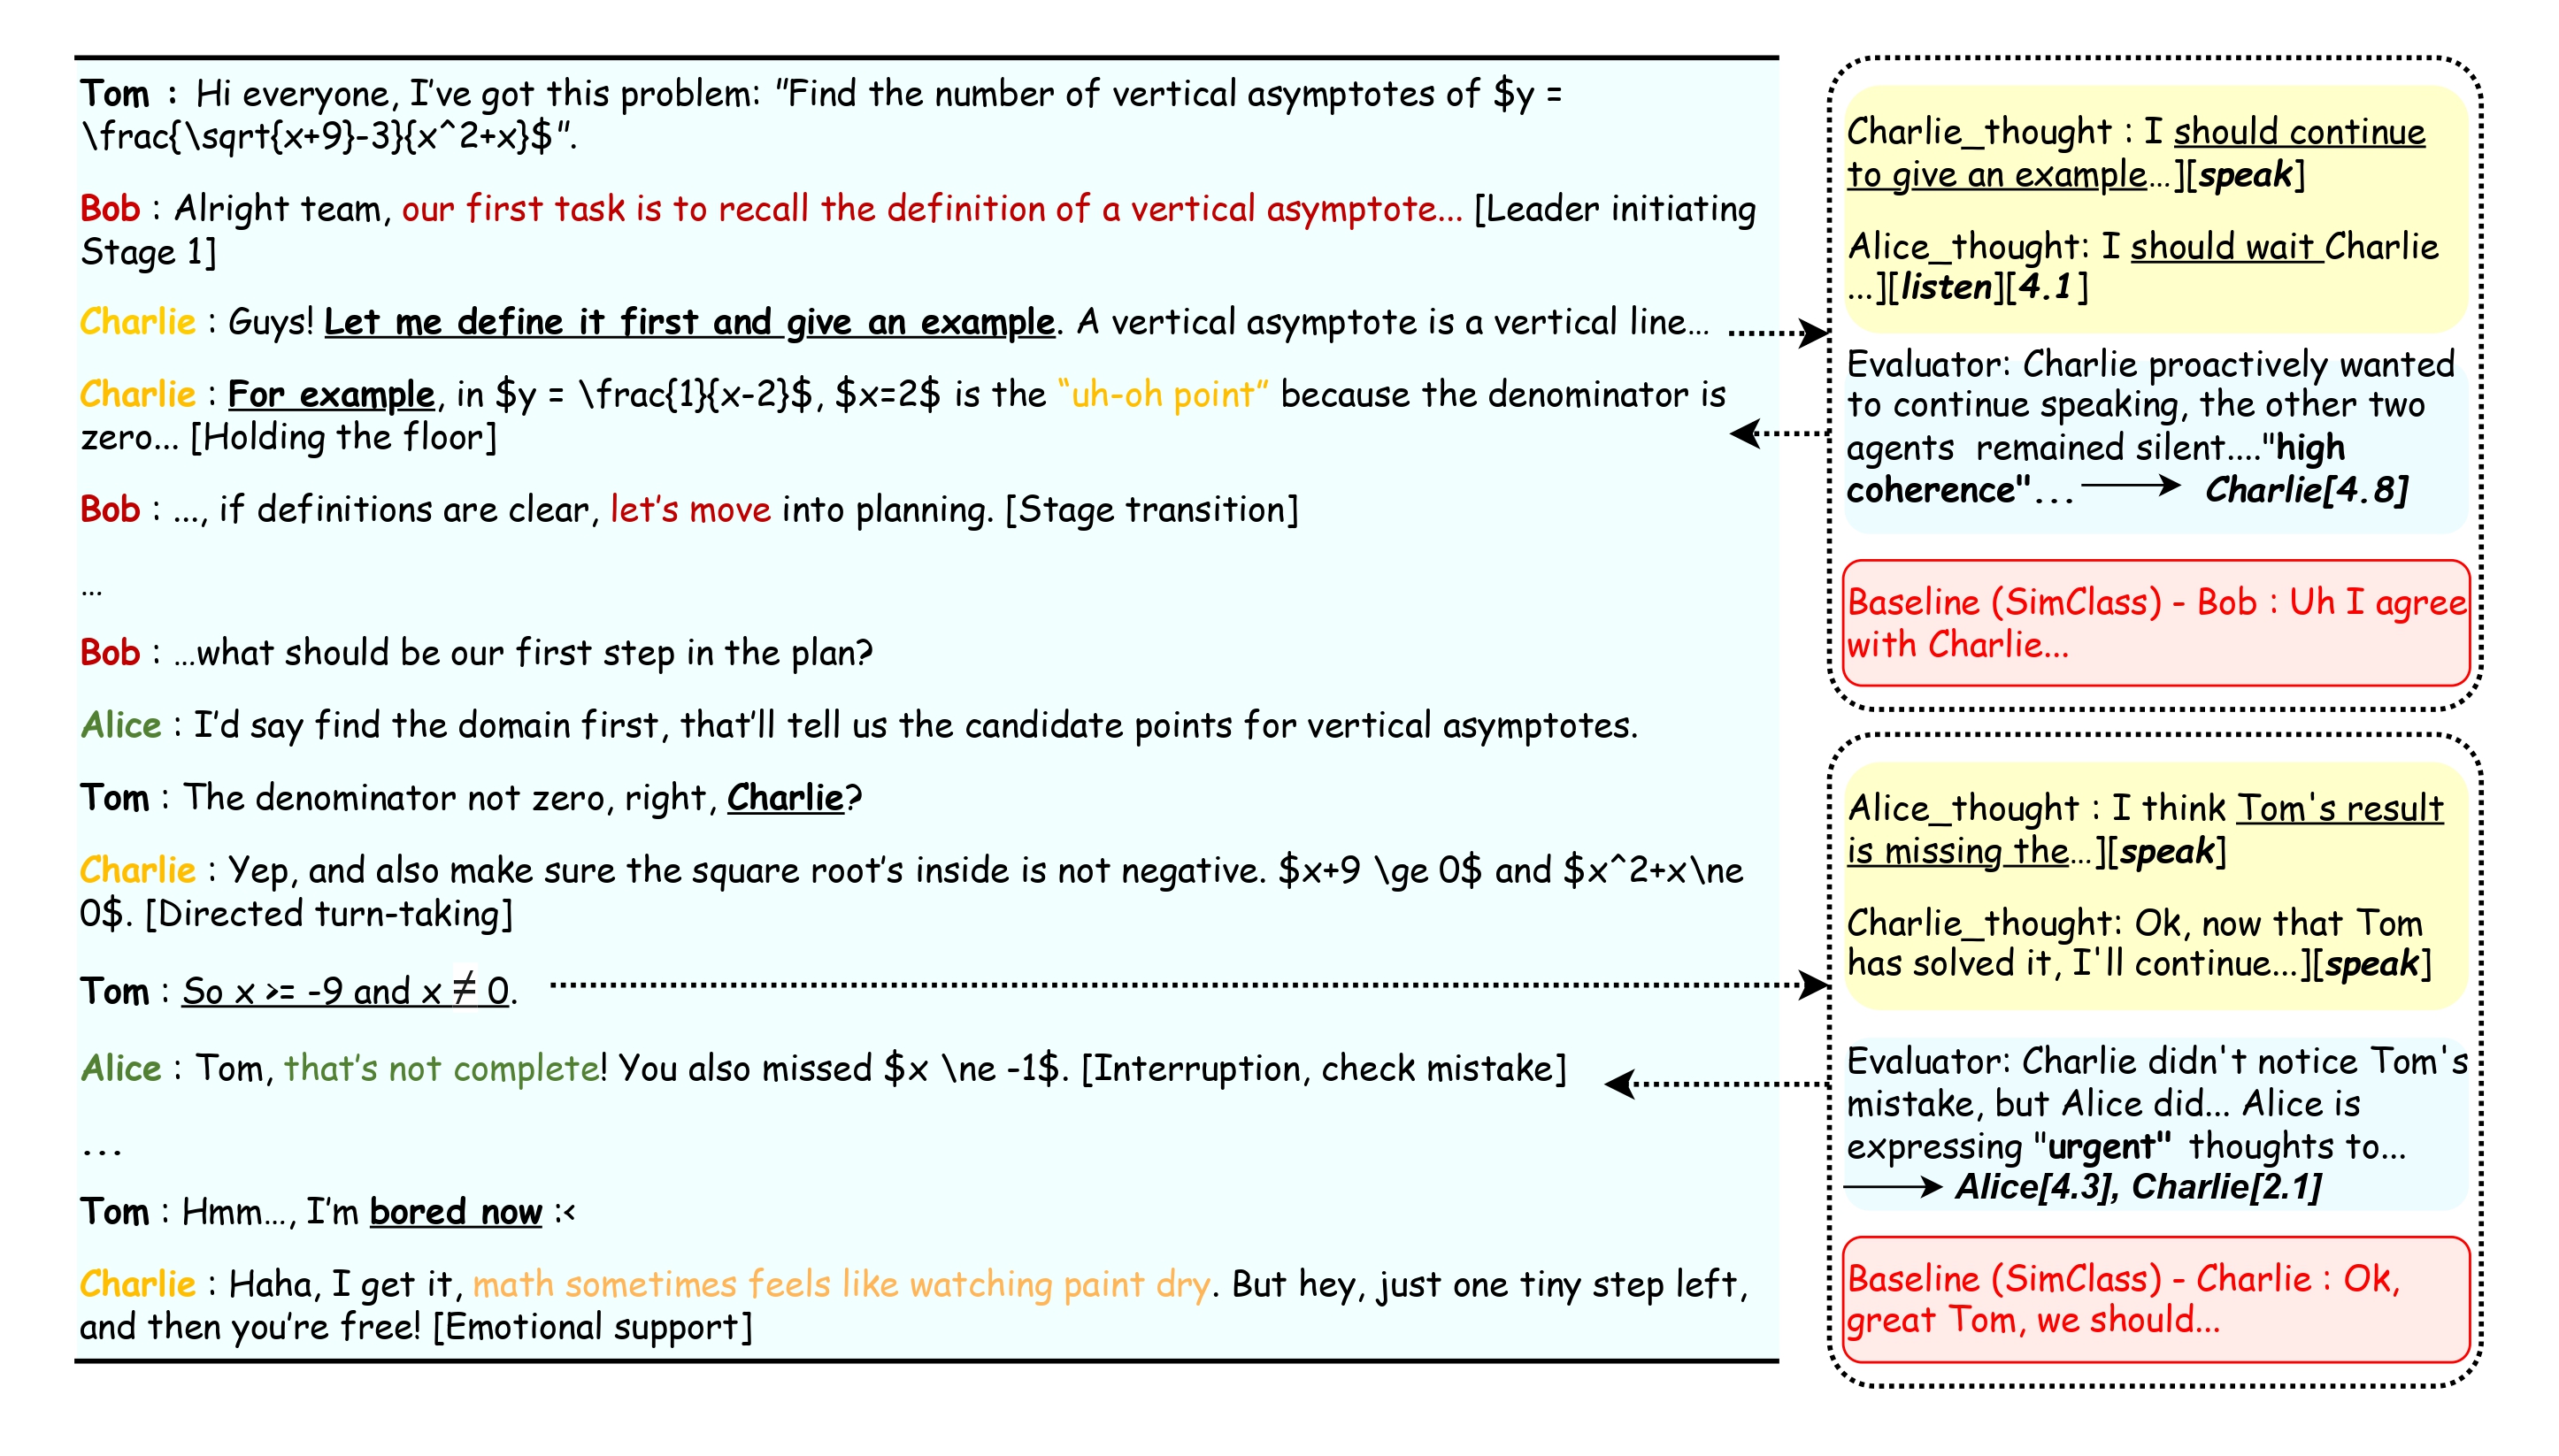 Tom : Hi everyone, I've got this problem: "Find the number of vertical asymptotes of $y =
\frac{\sqrt{x+9}-3}{x^2+x}$".
Bob : Alright team, our first task is to recall the definition of a vertical asymptote... [Leader initiating
Stage 1]
Charlie : Guys! Let me define it first and give an example. A vertical asymptote is a vertical line...
Charlie : For example, in $y = \frac{1}{x-2}$, $x=2$ is the “uh-oh point” because the denominator is
zero... [Holding the floor]
Bob : ..., if definitions are clear, let's move into planning. [Stage transition]
...
Bob : ...what should be our first step in the plan?
Alice : I'd say find the domain first, that'll tell us the candidate points for vertical asymptotes.
Tom : The denominator not zero, right, Charlie?
Charlie : Yep, and also make sure the square root's inside is not negative. $x+9 \ge 0$ and $x^2+x\ne
0$. [Directed turn-taking]
Tom : So x >= -9 and x ≠ 0.
Alice : Tom, that's not complete! You also missed $x \ne -1$. [Interruption, check mistake]
...
Tom : Hmm..., I'm bored now :<
Charlie : Haha, I get it, math sometimes feels like watching paint dry. But hey, just one tiny step left,
and then you're free! [Emotional support]
Charlie_thought : I should continue
to give an example...][speak]
Alice_thought: I should wait Charlie
...][listen][4.1]
Evaluator: Charlie proactively wanted
to continue speaking, the other two
agents remained silent...."high
coherence"... Charlie[4.8]
Baseline (SimClass) - Bob : Uh I agree
with Charlie...
Alice_thought : I think Tom's result
is missing the...][speak]
Charlie_thought: Ok, now that Tom
has solved it, I'll continue...][speak]
Evaluator: Charlie didn't notice Tom's
mistake, but Alice did... Alice is
expressing "urgent" thoughts to...
Alice[4.3], Charlie[2.1]
Baseline (SimClass) - Charlie : Ok,
great Tom, we should...